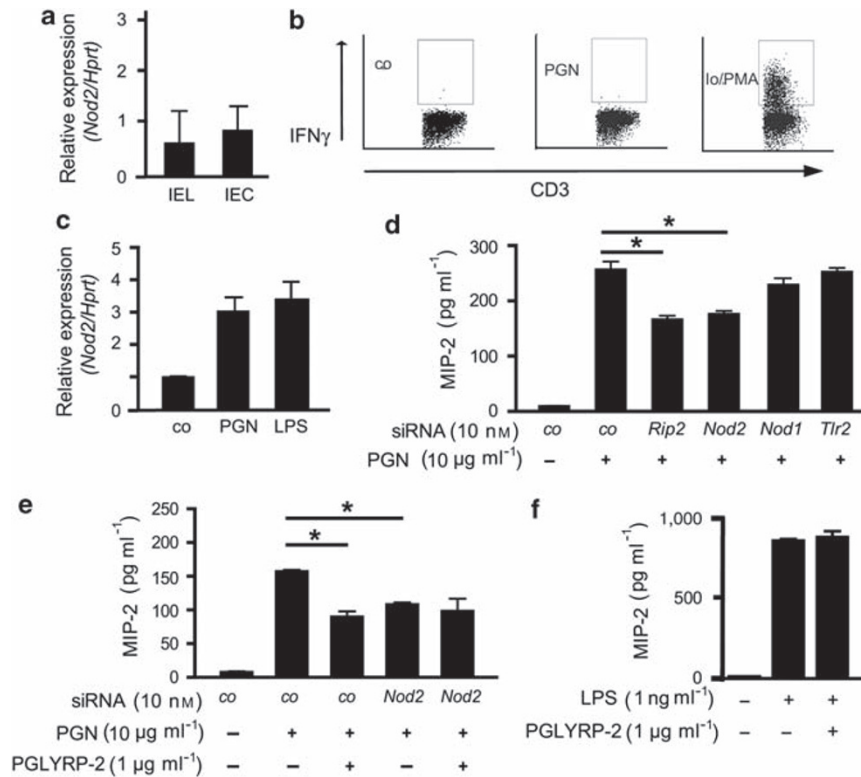 a
Relative expression
(Nod2/Hprt)
3
2
1
0
IEL IEC
b
co PGN Io/PMA
IFNγ
CD3
c
Relative expression
(Nod2/Hprt)
5
4
3
2
1
0
co PGN LPS
d
MIP-2 (pg ml⁻¹)
300
200
100
0
* 
*
siRNA (10 nM) co co Rip2 Nod2 Nod1 Tlr2
PGN (10 µg ml⁻¹) – + + + + +
e
MIP-2 (pg ml⁻¹)
250
200
150
100
50
0
*
*
siRNA (10 nM) co co co Nod2 Nod2
PGN (10 µg ml⁻¹) – + + + +
PGLYRP-2 (1 µg ml⁻¹) – – + – +
f
MIP-2 (pg ml⁻¹)
1,000
500
0
LPS (1 ng ml⁻¹) – + +
PGLYRP-2 (1 µg ml⁻¹) – – +